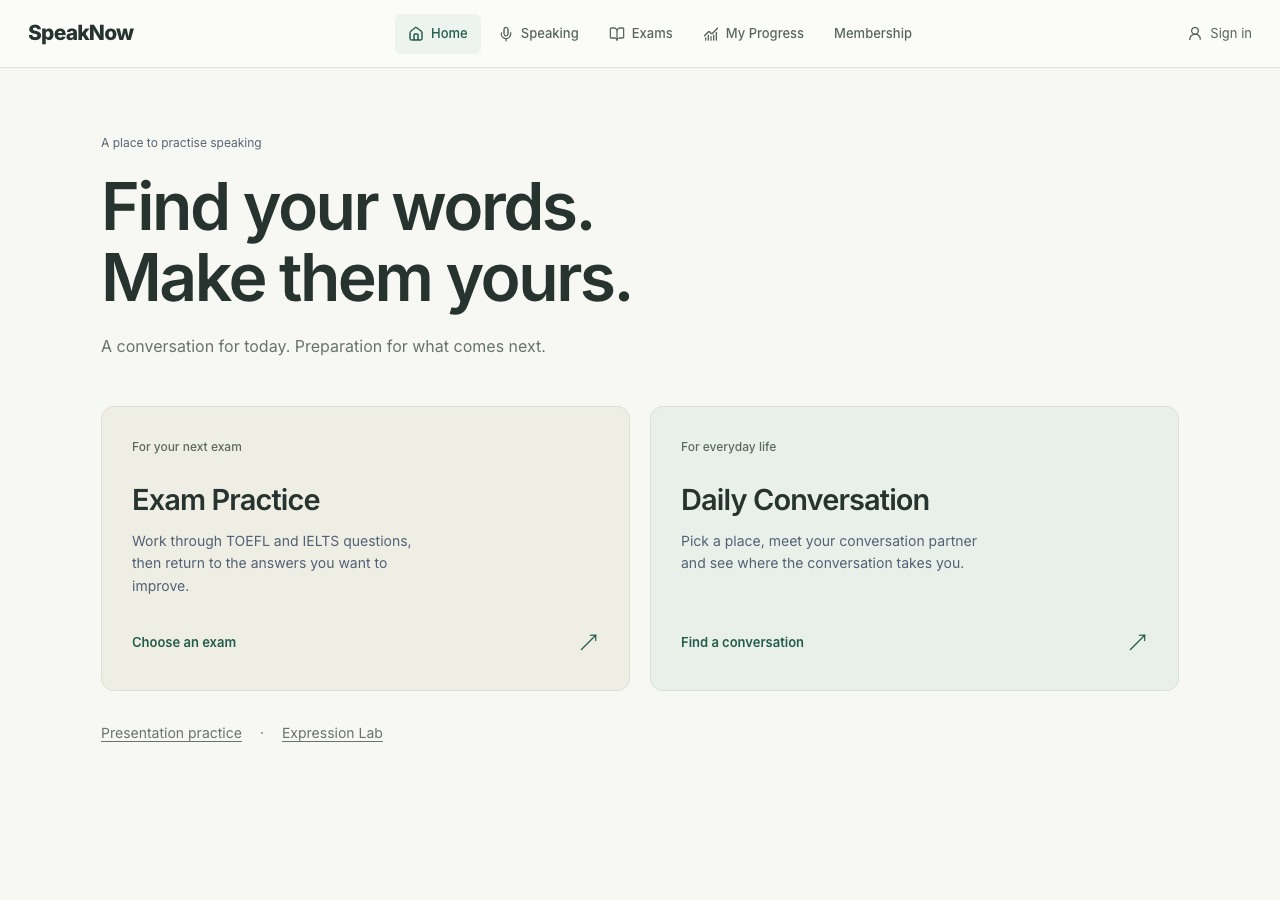 SpeakNow
Home
Speaking
Exams
My Progress
Membership
Sign in
A place to practise speaking
Find your words.
Make them yours.
A conversation for today. Preparation for what comes next.
For your next exam
Exam Practice
Work through TOEFL and IELTS questions,
then return to the answers you want to
improve.
Choose an exam
For everyday life
Daily Conversation
Pick a place, meet your conversation partner
and see where the conversation takes you.
Find a conversation
Presentation practice · Expression Lab